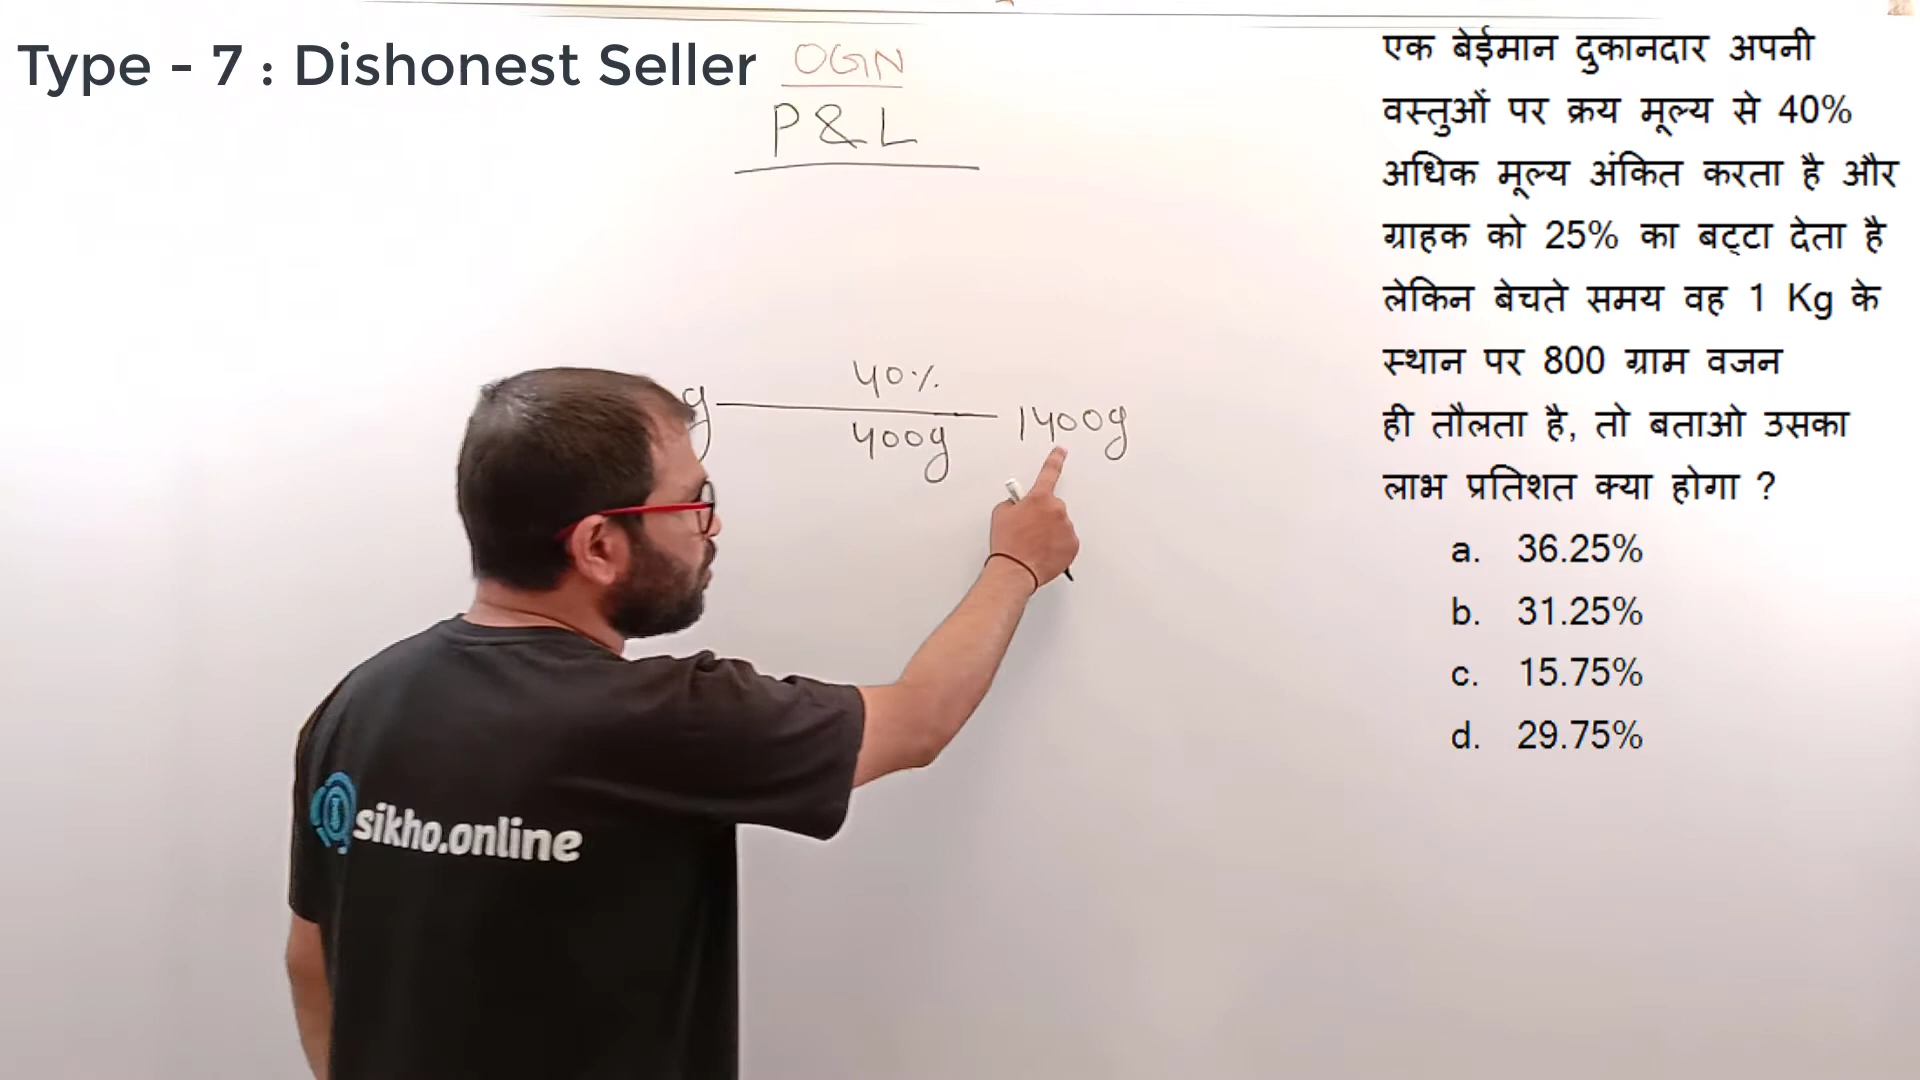 Type - 7 : Dishonest Seller
OGN
P & L
एक बेईमान दुकानदार अपनी
वस्तुओं पर क्रय मूल्य से 40%
अधिक मूल्य अंकित करता है और
ग्राहक को 25% का बट्टा देता है
लेकिन बेचते समय वह 1 Kg के
स्थान पर 800 ग्राम वजन
ही तौलता है, तो बताओ उसका
लाभ प्रतिशत क्या होगा ?
a. 36.25%
b. 31.25%
c. 15.75%
d. 29.75%
40%
g 1400g
400g
sikho.online